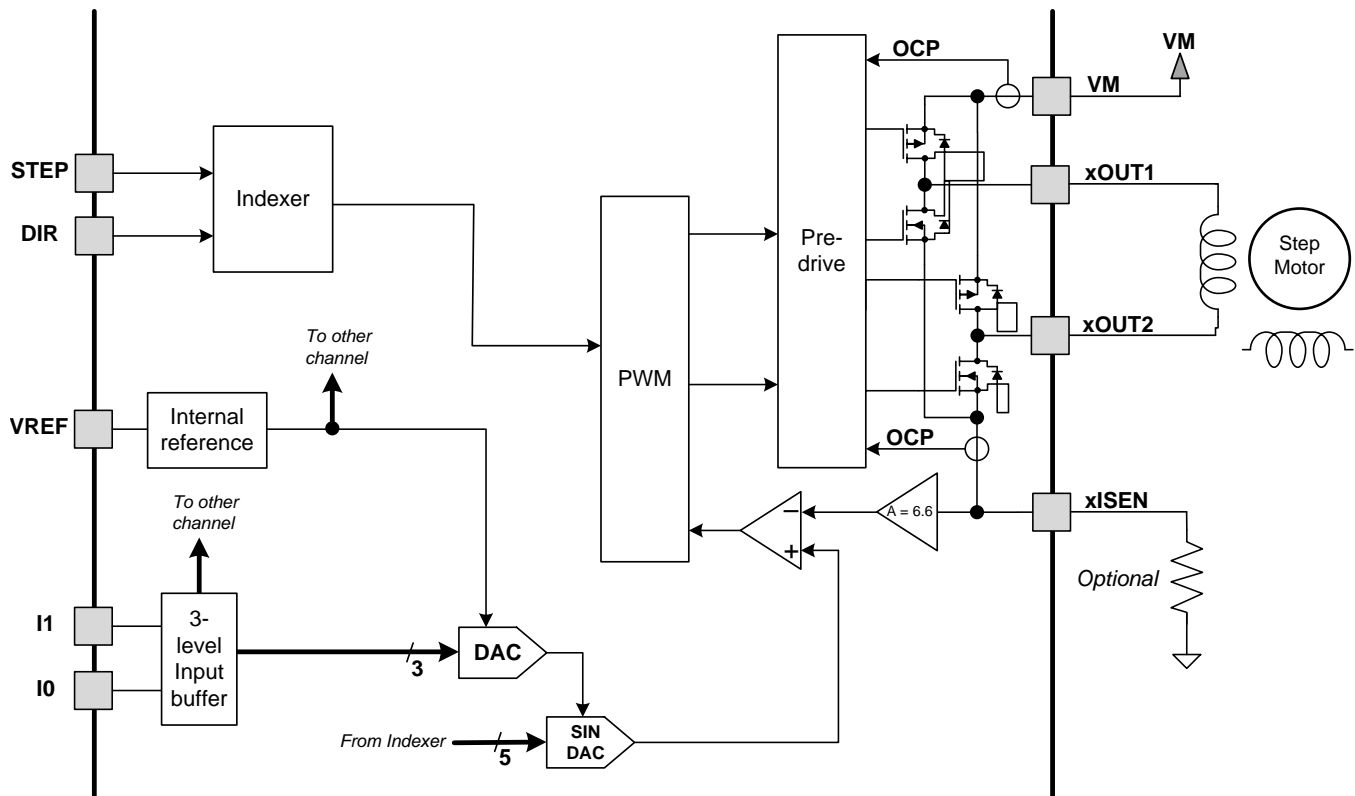 VM
OCP
VM
STEP
Indexer
xOUT1
DIR
Pre-
drive
Step
Motor
To other
channel
xOUT2
PWM
VREF
Internal
reference
OCP
To other
channel
xISEN
A = 6.6
−
+
Optional
I1
3-
level
Input
buffer
3
DAC
I0
From Indexer
5
SIN
DAC